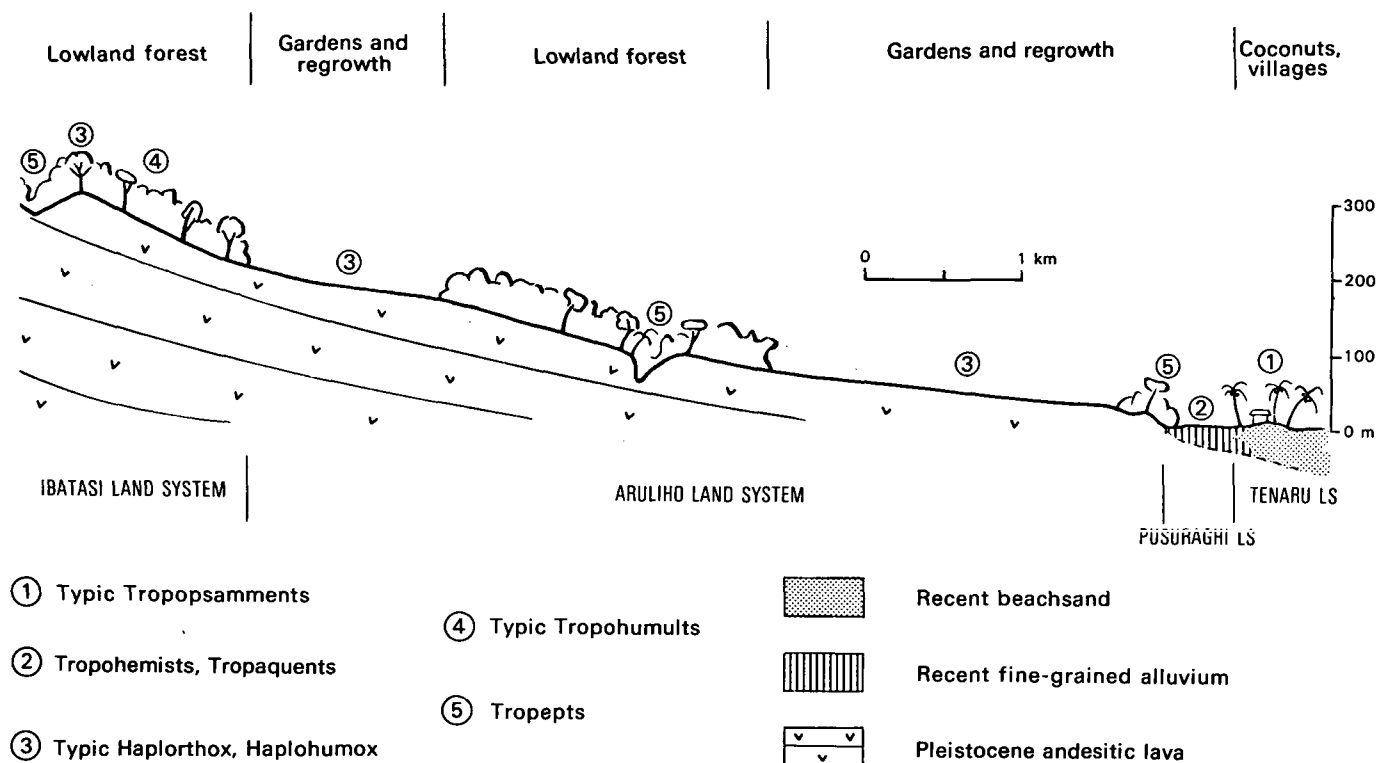 Lowland forest
Gardens and
regrowth
Lowland forest
Gardens and regrowth
Coconuts,
villages
③
⑤
④
③
⑤
③
⑤
①
②
0
1 km
300
200
100
0 m
IBATASI LAND SYSTEM
ARULIHO LAND SYSTEM
TENARU LS
PUSURAGHI LS
① Typic Tropopsamments
② Tropohemists, Tropaquents
③ Typic Haplorthox, Haplohumox
④ Typic Tropohumults
⑤ Tropepts
Recent beachsand
Recent fine-grained alluvium
Pleistocene andesitic lava